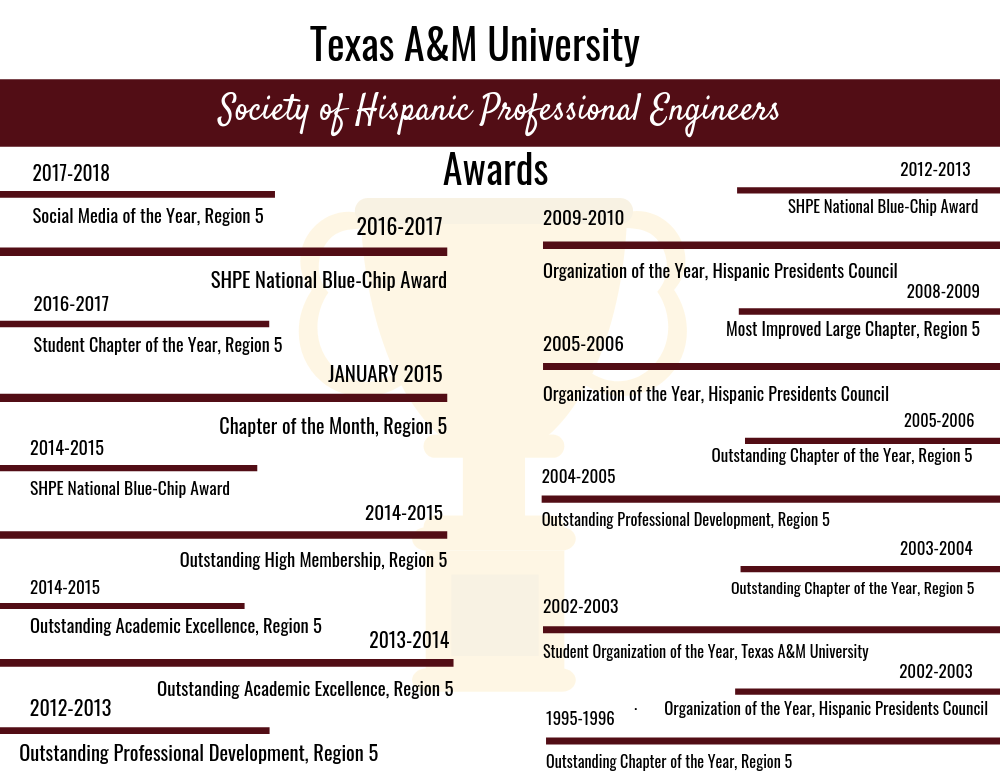 Texas A&M University
Society of Hispanic Professional Engineers
Awards
2017-2018
Social Media of the Year, Region 5
2016-2017
SHPE National Blue-Chip Award
2016-2017
Student Chapter of the Year, Region 5
JANUARY 2015
Chapter of the Month, Region 5
2014-2015
SHPE National Blue-Chip Award
2014-2015
Outstanding High Membership, Region 5
2014-2015
Outstanding Academic Excellence, Region 5
2013-2014
Outstanding Academic Excellence, Region 5
2012-2013
Outstanding Professional Development, Region 5
2012-2013
SHPE National Blue-Chip Award
2009-2010
Organization of the Year, Hispanic Presidents Council
2008-2009
Most Improved Large Chapter, Region 5
2005-2006
Organization of the Year, Hispanic Presidents Council
2005-2006
Outstanding Chapter of the Year, Region 5
2004-2005
Outstanding Professional Development, Region 5
2003-2004
Outstanding Chapter of the Year, Region 5
2002-2003
Student Organization of the Year, Texas A&M University
2002-2003
· Organization of the Year, Hispanic Presidents Council
1995-1996
Outstanding Chapter of the Year, Region 5